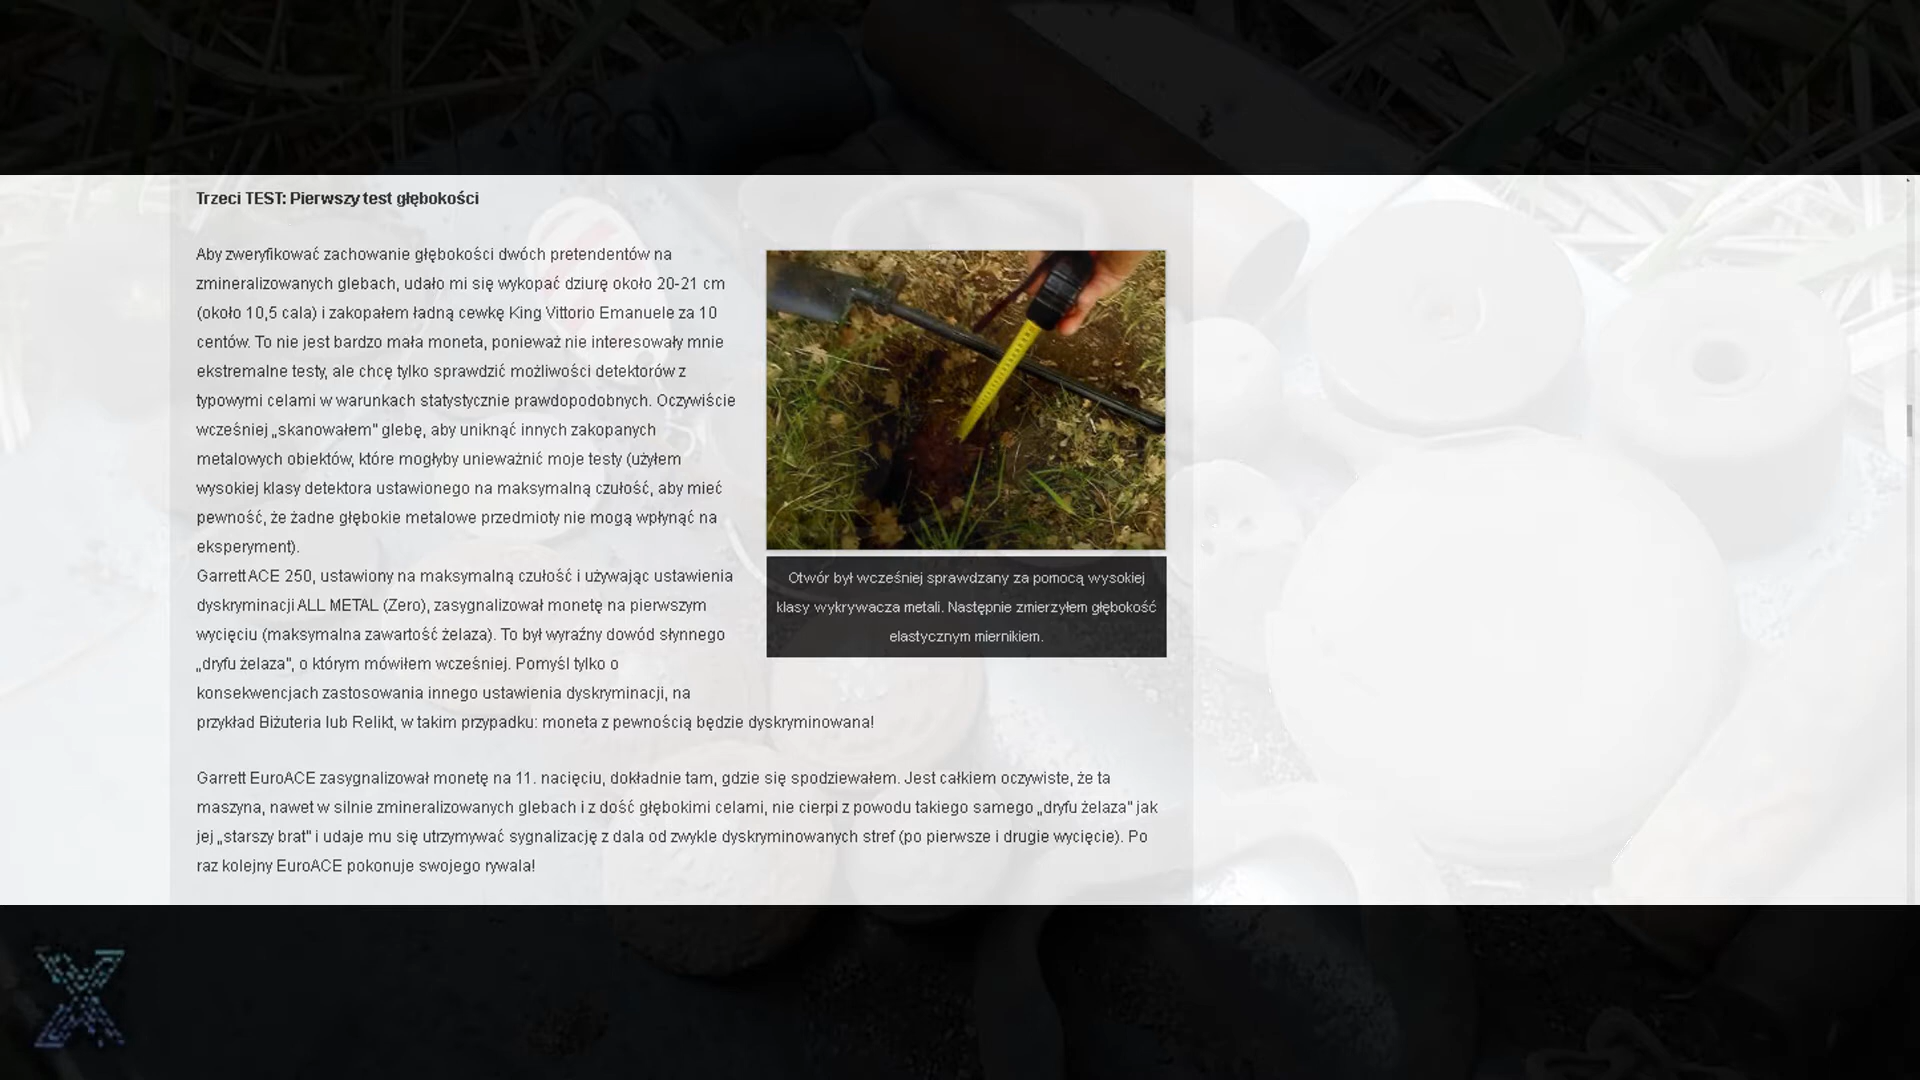 Trzeci TEST: Pierwszy test głębokości
Aby zweryfikować zachowanie głębokości dwóch pretendentów na
zmineralizowanych glebach, udało mi się wykopać dziurę około 20-21 cm
(około 10,5 cala) i zakopałem ładną cewkę King Vittorio Emanuele za 10
centów. To nie jest bardzo mała moneta, ponieważ nie interesowały mnie
ekstremalne testy, ale chcę tylko sprawdzić możliwości detektorów z
typowymi celami w warunkach statystycznie prawdopodobnych. Oczywiście
wcześniej „skanowałem” glebę, aby uniknąć innych zakopanych
metalowych obiektów, które mogłyby unieważnić moje testy (użyłem
wysokiej klasy detektora ustawionego na maksymalną czułość, aby mieć
pewność, że żadne głębokie metalowe przedmioty nie mogą wpłynąć na
eksperyment).
Garrett ACE 250, ustawiony na maksymalną czułość i używając ustawienia
dyskryminacji ALL METAL (Zero), zasygnalizował monetę na pierwszym
wycięciu (maksymalna zawartość żelaza). To był wyraźny dowód słynnego
„dryfu żelaza”, o którym mówiłem wcześniej. Pomyśl tylko o
konsekwencjach zastosowania innego ustawienia dyskryminacji, na
przykład Biżuteria lub Relikt, w takim przypadku: moneta z pewnością będzie dyskryminowana!
Otwór był wcześniej sprawdzany za pomocą wysokiej
klasy wykrywacza metali. Następnie zmierzyłem głębokość
elastycznym miernikiem.
Garrett EuroACE zasygnalizował monetę na 11. nacięciu, dokładnie tam, gdzie się spodziewałem. Jest całkiem oczywiste, że ta
maszyna, nawet w silnie zmineralizowanych glebach i z dość głębokimi celami, nie cierpi z powodu takiego samego „dryfu żelaza” jak
jej „starszy brat” i udaje mu się utrzymywać sygnalizację z dala od zwykle dyskryminowanych stref (po pierwsze i drugie wycięcie). Po
raz kolejny EuroACE pokonuje swojego rywala!
X